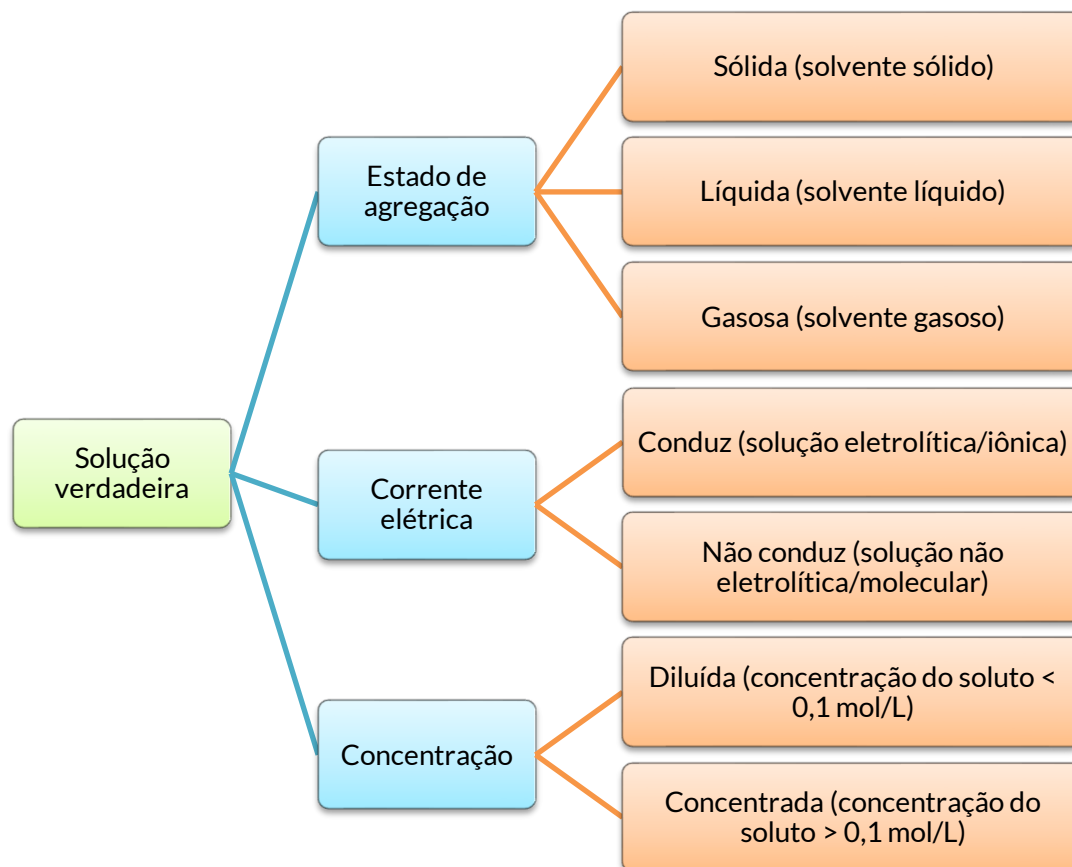 Solução
verdadeira
Estado de
agregação
Sólida (solvente sólido)
Líquida (solvente líquido)
Gasosa (solvente gasoso)
Corrente
elétrica
Conduz (solução eletrolítica/iônica)
Não conduz (solução não
eletrolítica/molecular)
Concentração
Diluída (concentração do soluto <
0,1 mol/L)
Concentrada (concentração do
soluto > 0,1 mol/L)